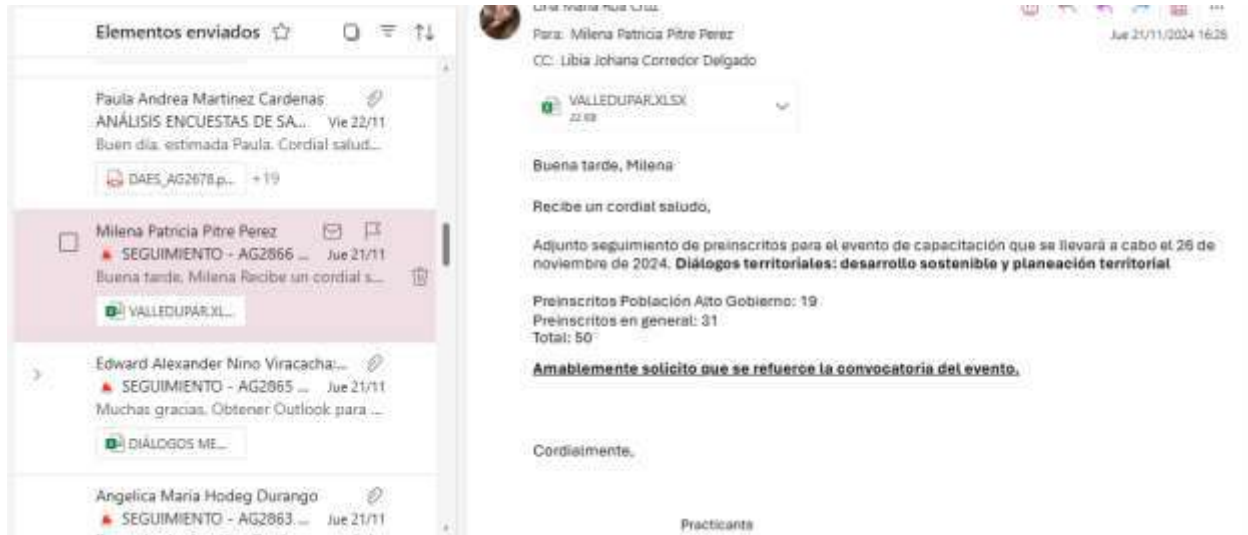 Elementos enviados
Paula Andrea Martinez Cardenas
ANÁLISIS ENCUESTAS DE SA... Vie 22/11
Buen día, estimada Paula. Cordial salud...
DAES_AG2678.p... +19
Milena Patricia Pitre Perez
SEGUIMIENTO - AG2866 ... Jue 21/11
Buena tarde, Milena Recibe un cordial s...
VALLEDUPAR.XL...
Edward Alexander Nino Viracacha;...
SEGUIMIENTO - AG2865 ... Jue 21/11
Muchas gracias. Obtener Outlook para ...
DIÁLOGOS ME...
Angelica Maria Hodeg Durango
SEGUIMIENTO - AG2863 ... Jue 21/11
Para: Milena Patricia Pitre Perez
Jue 21/11/2024 16:26
CC: Libia Johana Corredor Delgado
VALLEDUPAR.XLSX
22 KB
Buena tarde, Milena
Recibe un cordial saludo,
Adjunto seguimiento de preinscritos para el evento de capacitación que se llevará a cabo el 26 de
noviembre de 2024. Diálogos territoriales: desarrollo sostenible y planeación territorial
Preinscritos Población Alto Gobierno: 19
Preinscritos en general: 31
Total: 50
Amablemente solicito que se refuerce la convocatoria del evento.
Cordialmente,
Practicante